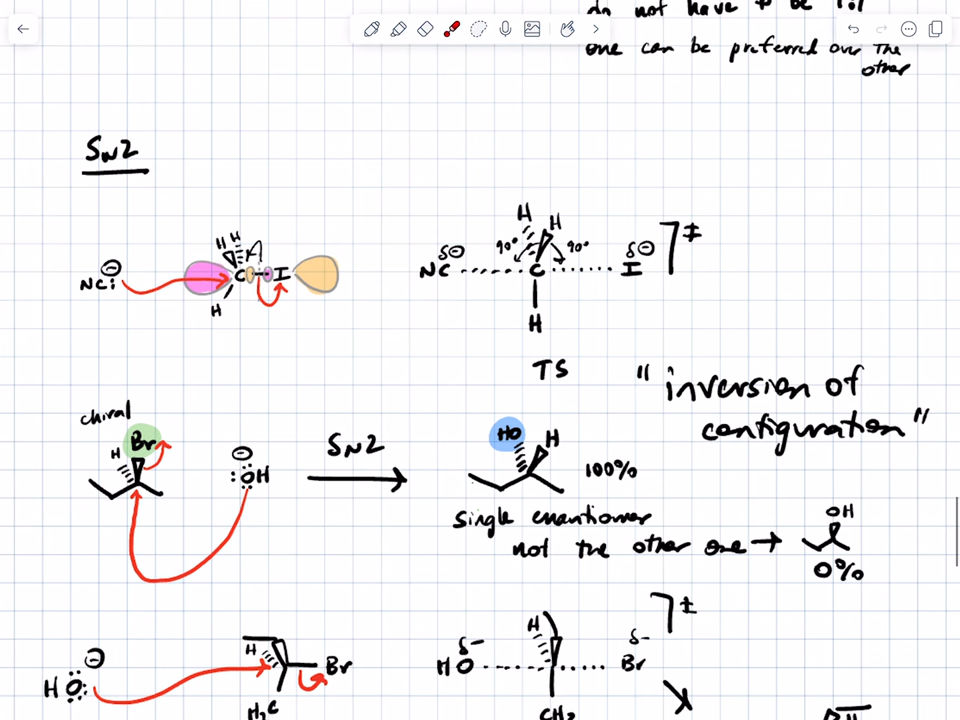 do not have to be 1:1
one can be preferred over the
other
SN2
H H
NC:
C
I
H
H
H
90°
90°
δ⊖
NC
C
δ⊖
I
‡
H
TS
"inversion of
configuration"
chiral
Br
H
⊖
:ÖH
SN2
HO
H
100%
single enantiomer
not the other one →
OH
0%
H
HO
⊖
Br
H3C
H
δ-
HO
δ-
Br
‡
CH3